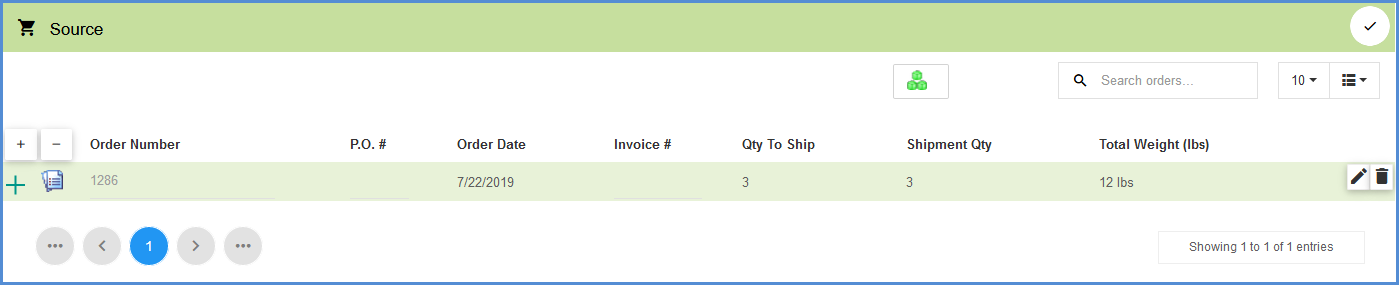 Source
Search orders...
10
+ − Order Number P.O. # Order Date Invoice # Qty To Ship Shipment Qty Total Weight (lbs)
1286 7/22/2019 3 3 12 lbs
1
Showing 1 to 1 of 1 entries